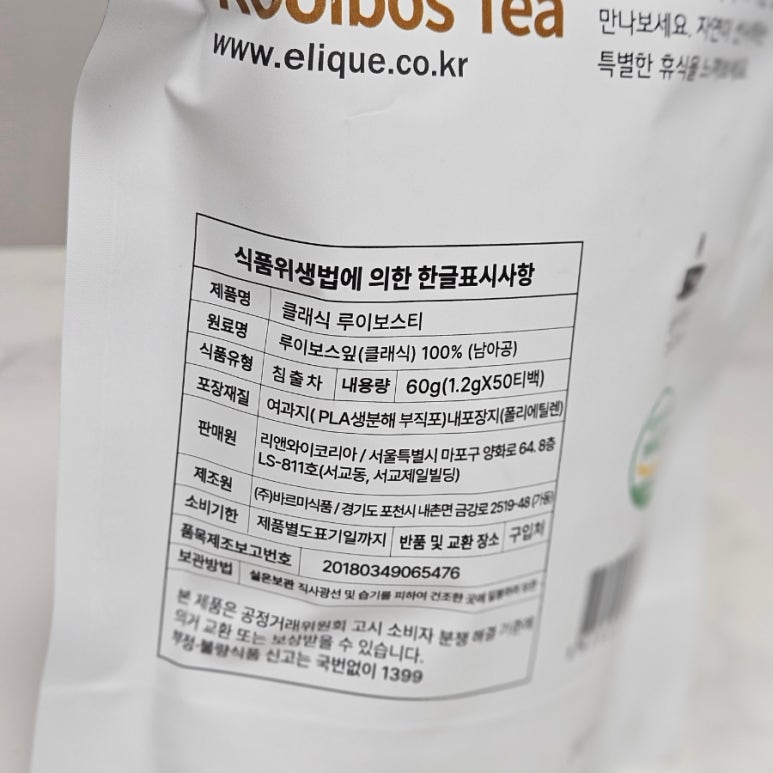 Rooibos Tea
www.elique.co.kr
만나보세요. 자연이
특별한 휴식을
식품위생법에 의한 한글표시사항
제품명 클래식 루이보스티
원료명 루이보스잎(클래식) 100% (남아공)
식품유형 침출차 내용량 60g(1.2gX50티백)
포장재질 여과지( PLA생분해 부직포)내포장지(폴리에틸렌)
판매원 리앤와이코리아 / 서울특별시 마포구 양화로 64. 8층
LS-811호(서교동, 서교제일빌딩)
제조원 (주)바르미식품 / 경기도 포천시 내촌면 금강로 2519-48 (가동)
소비기한 제품별도표기일까지 반품 및 교환 장소 구입처
품목제조보고번호 20180349065476
보관방법 실온보관 직사광선 및 습기를 피하여 건조한 곳에
본 제품은 공정거래위원회 고시 소비자 분쟁 해결 기준에
의거 교환 또는 보상받을 수 있습니다.
부정·불량식품 신고는 국번없이 1399